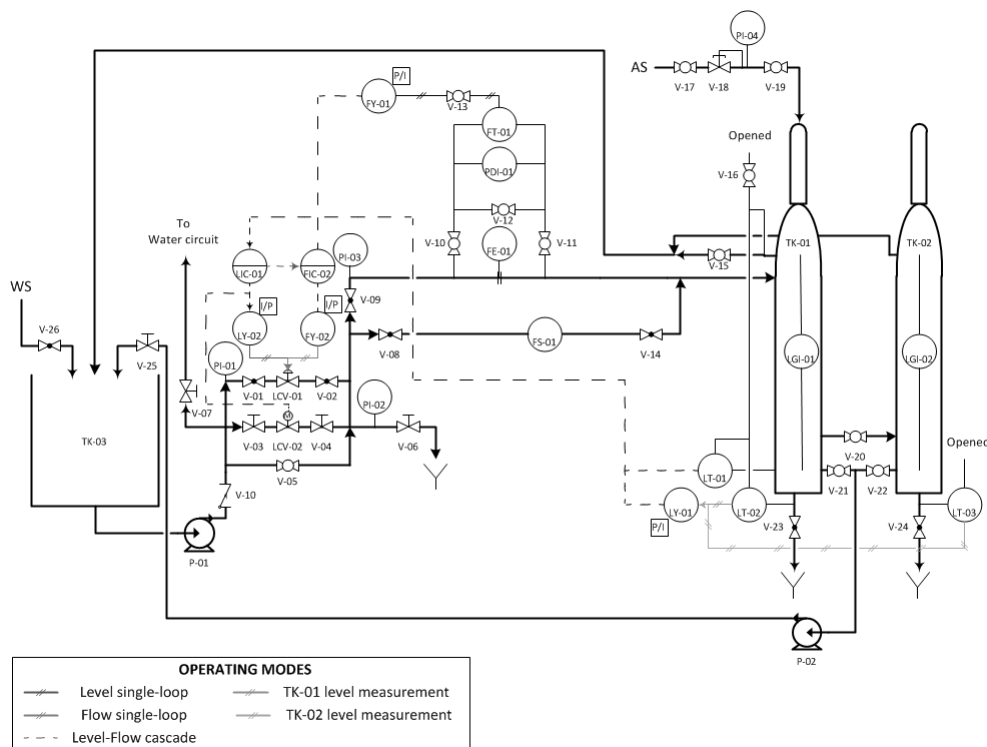 PI-04
AS
V-17
V-18
V-19
P/I
FY-01
V-13
FT-01
Opened
PDI-01
V-16
V-12
To
Water circuit
V-10
FE-01
V-11
TK-01
TK-02
LIC-01
FIC-02
PI-03
V-15
WS
I/P
I/P
V-09
V-26
LY-02
FY-02
V-25
PI-01
V-08
FS-01
V-14
LGI-01
LGI-02
V-07
V-01
LCV-01
V-02
PI-02
TK-03
M
V-03
LCV-02
V-04
V-06
V-20
Opened
V-05
LT-01
V-21
V-22
V-10
LY-01
LT-02
V-23
V-24
LT-03
P/I
P-01
P-02
OPERATING MODES
Level single-loop
TK-01 level measurement
Flow single-loop
TK-02 level measurement
Level-Flow cascade